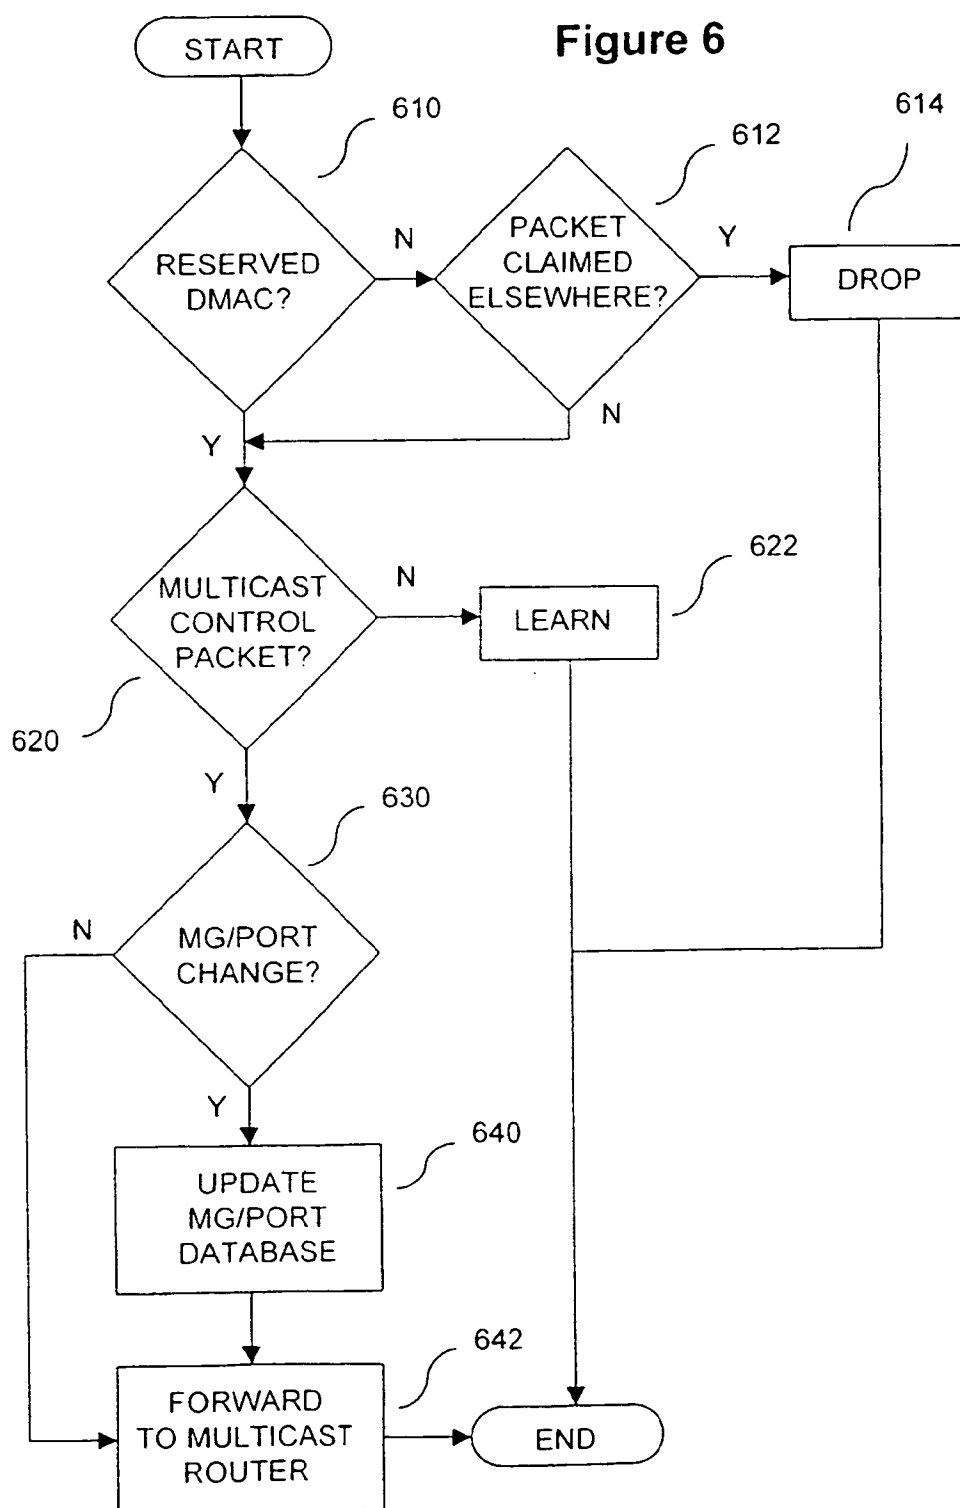 Figure 6
START
610
612
614
RESERVED
DMAC?
N
PACKET
CLAIMED
ELSEWHERE?
Y
DROP
Y
N
MULTICAST
CONTROL
PACKET?
N
LEARN
622
620
Y
630
N
MG/PORT
CHANGE?
Y
640
UPDATE
MG/PORT
DATABASE
642
FORWARD
TO MULTICAST
ROUTER
END